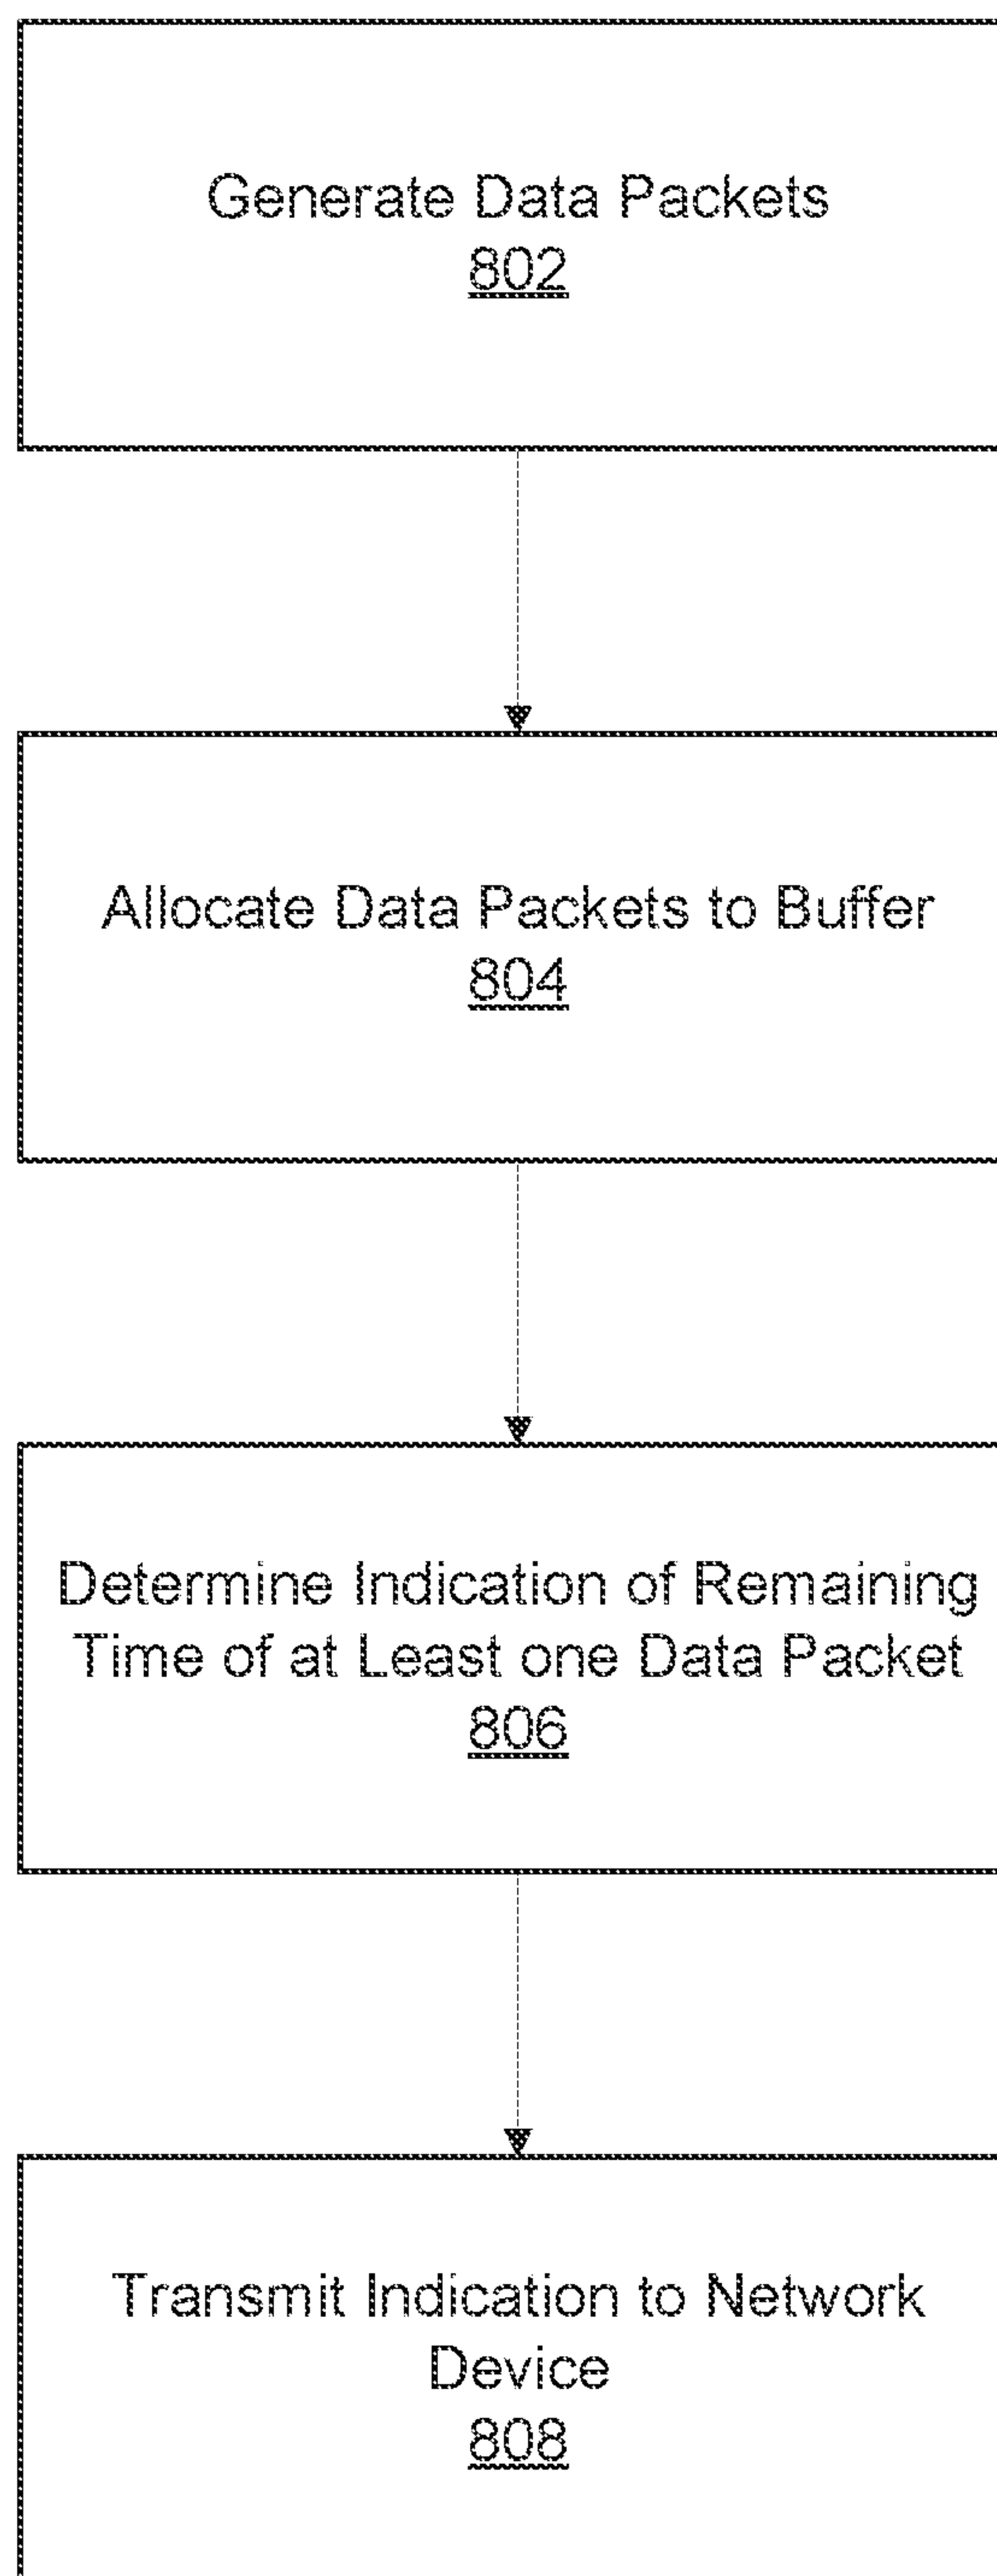 Generate Data Packets
802
Allocate Data Packets to Buffer
804
Determine Indication of Remaining
Time of at Least one Data Packet
806
Transmit Indication to Network
Device
808